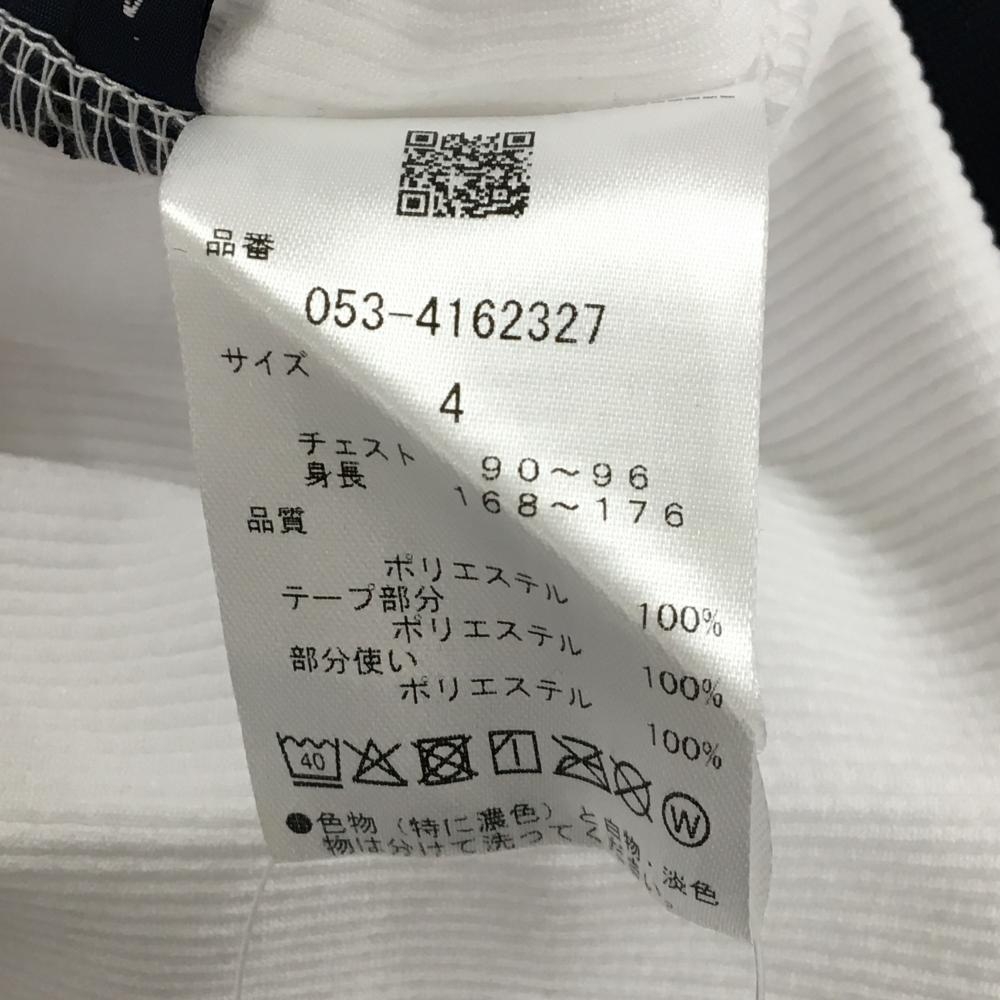 品番
053-4162327
サイズ
4
チェスト 90～96
身長 168～176
品質
ポリエステル 100%
テープ部分
ポリエステル 100%
部分使い
ポリエステル 100%
40
W
●色物（特に濃色）と白物、淡色
物は分けて洗ってください。